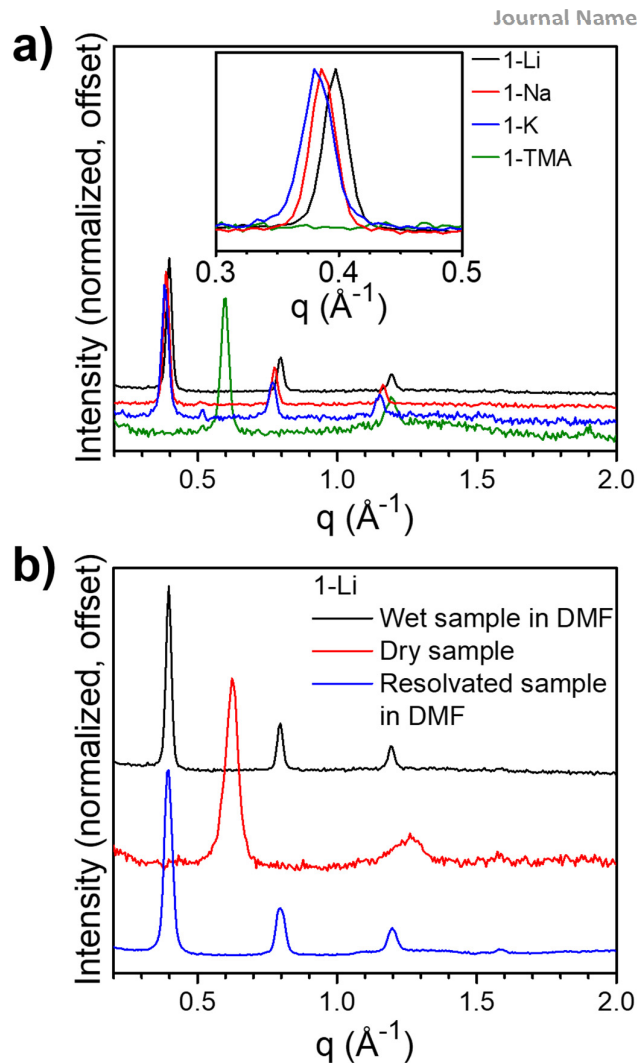 Journal Name
a)
1-Li
1-Na
1-K
1-TMA
0.3 0.4 0.5
q (Å⁻¹)
Intensity (normalized, offset)
0.5 1.0 1.5 2.0
q (Å⁻¹)
b)
1-Li
Wet sample in DMF
Dry sample
Resolvated sample
in DMF
Intensity (normalized, offset)
0.5 1.0 1.5 2.0
q (Å⁻¹)